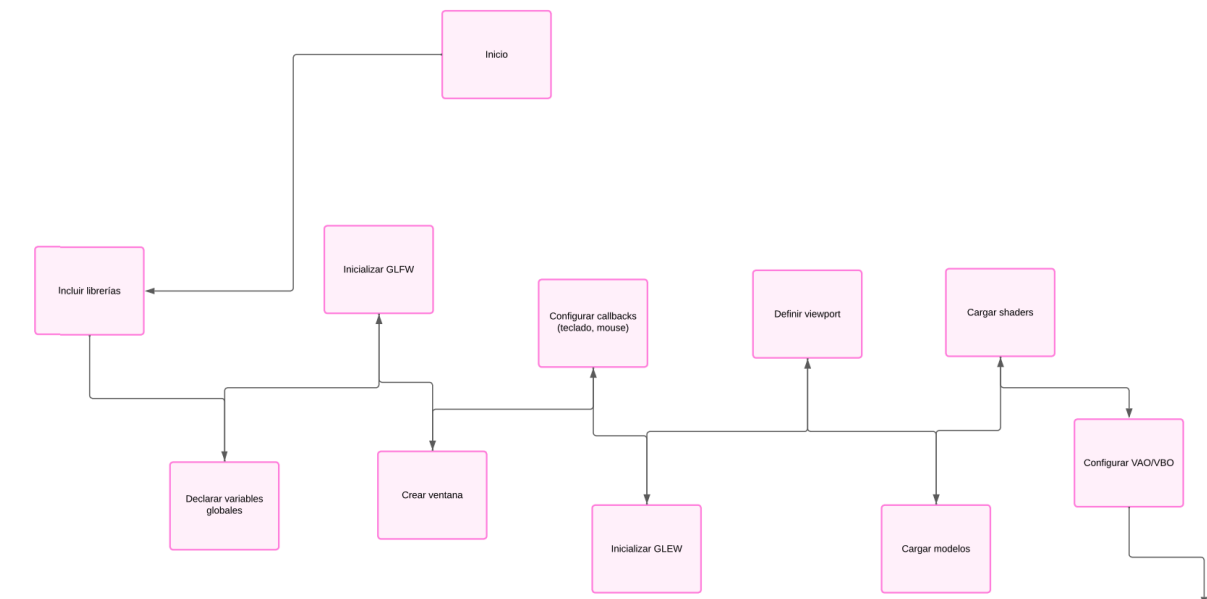 Inicio
Incluir librerías
Declarar variables
globales
Inicializar GLFW
Crear ventana
Configurar callbacks
(teclado, mouse)
Inicializar GLEW
Definir viewport
Cargar modelos
Cargar shaders
Configurar VAO/VBO